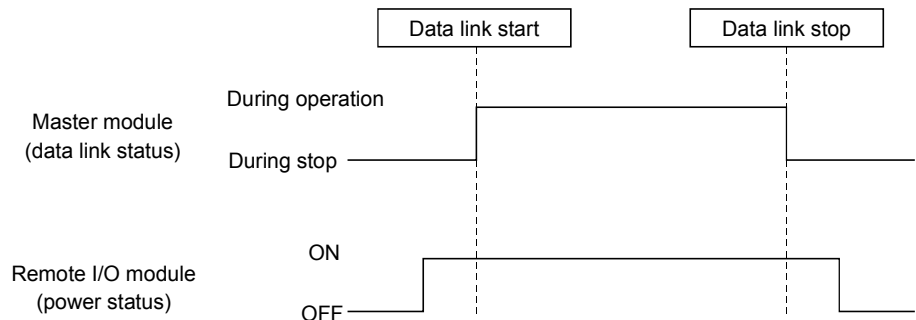 Data link start
Data link stop
During operation
Master module
(data link status)
During stop
ON
Remote I/O module
(power status)
OFF